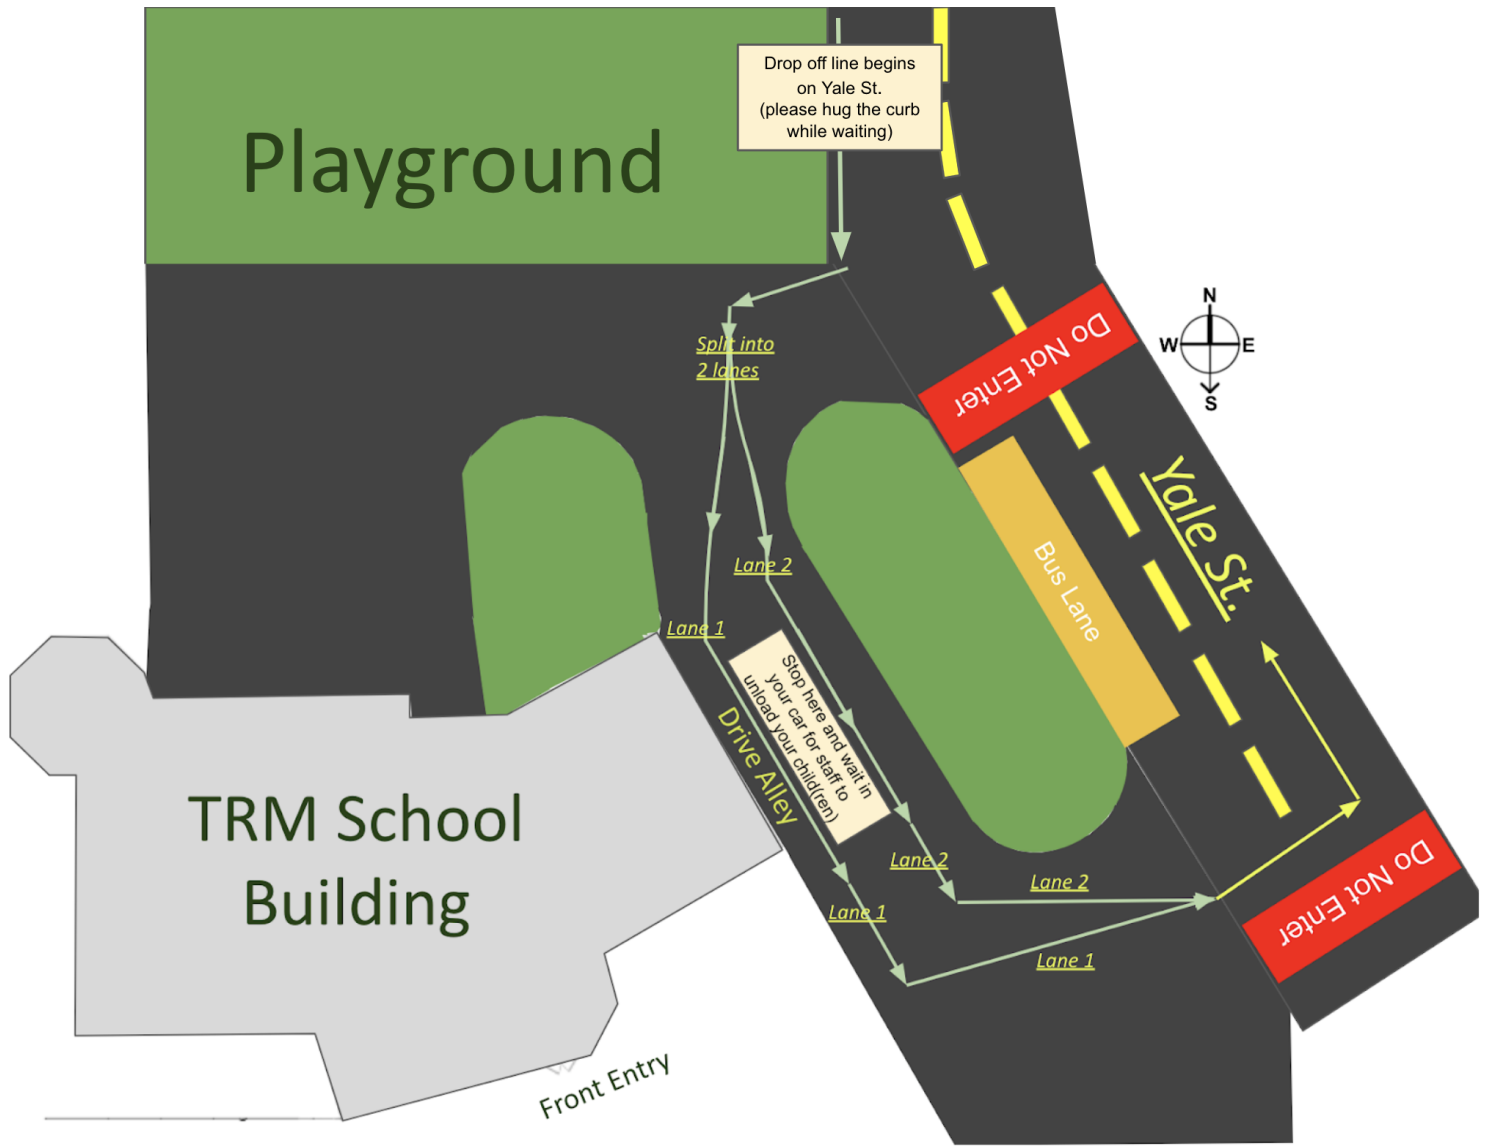 Drop off line begins
on Yale St.
(please hug the curb
while waiting)
Playground
N
W
E
S
Do Not Enter
Split into
2 lanes
Yale St.
Bus Lane
Lane 2
Lane 1
Stop here and wait in
your car for staff to
unload your child(ren)
Drive Alley
TRM School
Building
Lane 2
Lane 2
Do Not Enter
Lane 1
Lane 1
Front Entry